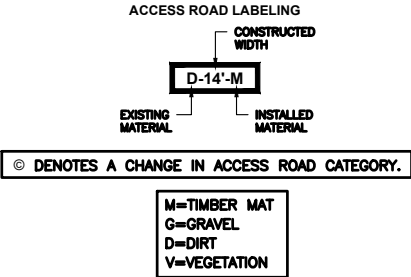 ACCESS ROAD LABELING
CONSTRUCTED
WIDTH
D-14'-M
EXISTING
MATERIAL
INSTALLED
MATERIAL
© DENOTES A CHANGE IN ACCESS ROAD CATEGORY.
M=TIMBER MAT
G=GRAVEL
D=DIRT
V=VEGETATION